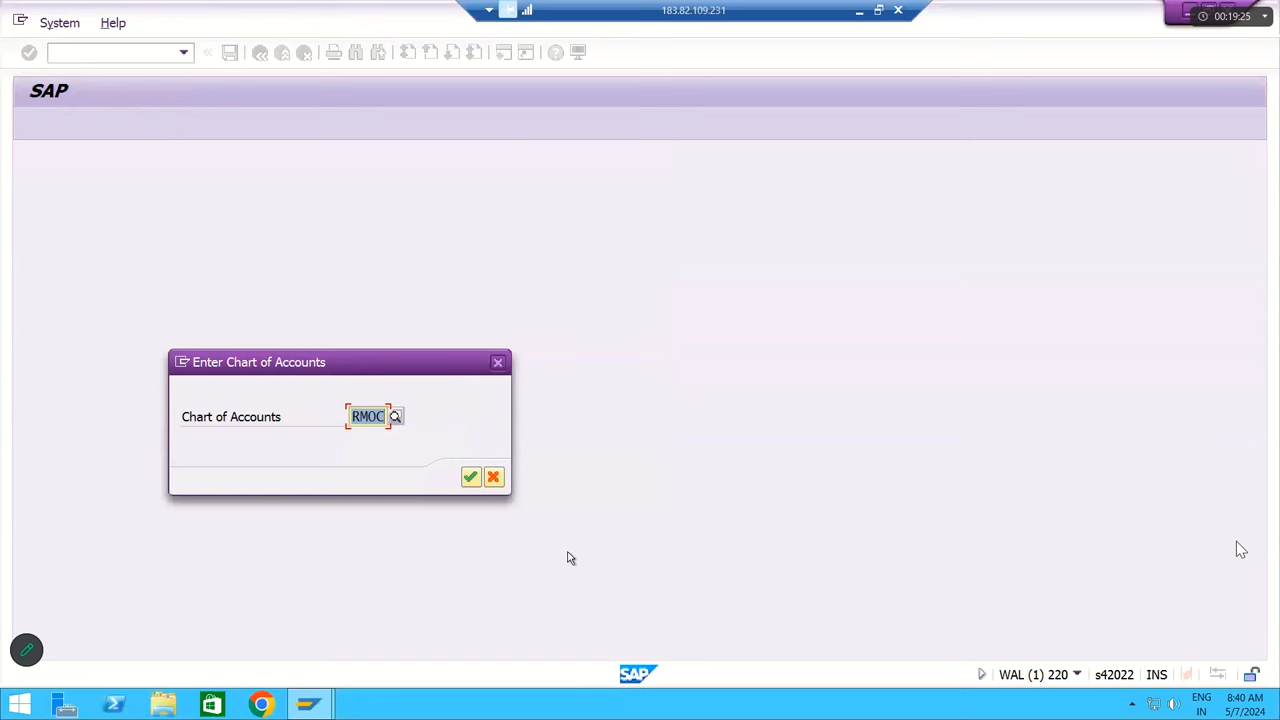 183.82.109.231
00:19:25
System Help
SAP
Enter Chart of Accounts
Chart of Accounts RMOC
SAP
WAL (1) 220 s42022 INS
ENG 8:40 AM
IN 5/7/2024